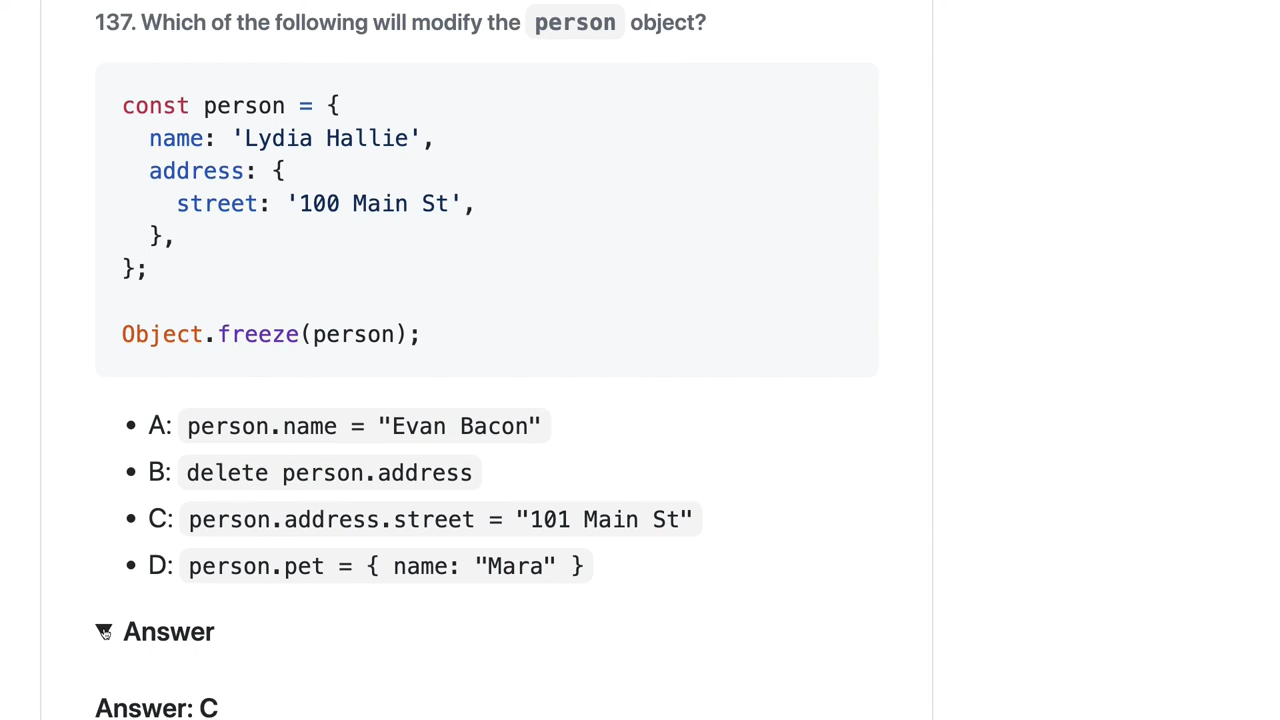 137. Which of the following will modify the person object?
const person = {
name: 'Lydia Hallie',
address: {
street: '100 Main St',
},
};
Object.freeze(person);
• A: person.name = "Evan Bacon"
• B: delete person.address
• C: person.address.street = "101 Main St"
• D: person.pet = { name: "Mara" }
Answer
Answer: C